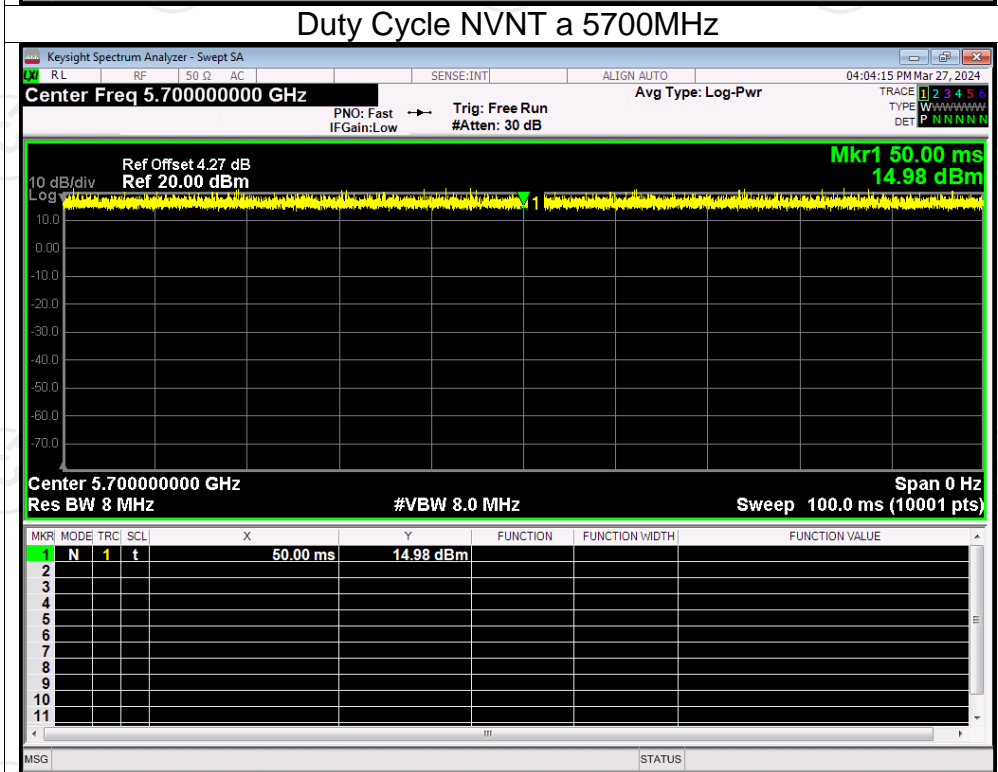 Duty Cycle NVNT a 5700MHz
Keysight Spectrum Analyzer - Swept SA
LXI RL RF 50 Ω AC SENSE:INT ALIGN AUTO 04:04:15 PM Mar 27, 2024
Center Freq 5.700000000 GHz Avg Type: Log-Pwr TRACE 1 2 3 4 5 6
PNO: Fast Trig: Free Run TYPE WWWWWW
IFGain:Low #Atten: 30 dB DET P N N N N N
Mkr1 50.00 ms
Ref Offset 4.27 dB
10 dB/div Ref 20.00 dBm 14.98 dBm
Log
1
10.0
0.00
-10.0
-20.0
-30.0
-40.0
-50.0
-60.0
-70.0
Center 5.700000000 GHz Span 0 Hz
Res BW 8 MHz #VBW 8.0 MHz Sweep 100.0 ms (10001 pts)
MKR MODE TRC SCL X Y FUNCTION FUNCTION WIDTH FUNCTION VALUE
1 N 1 t 50.00 ms 14.98 dBm
2
3
4
5
6
7
8
9
10
11
MSG STATUS